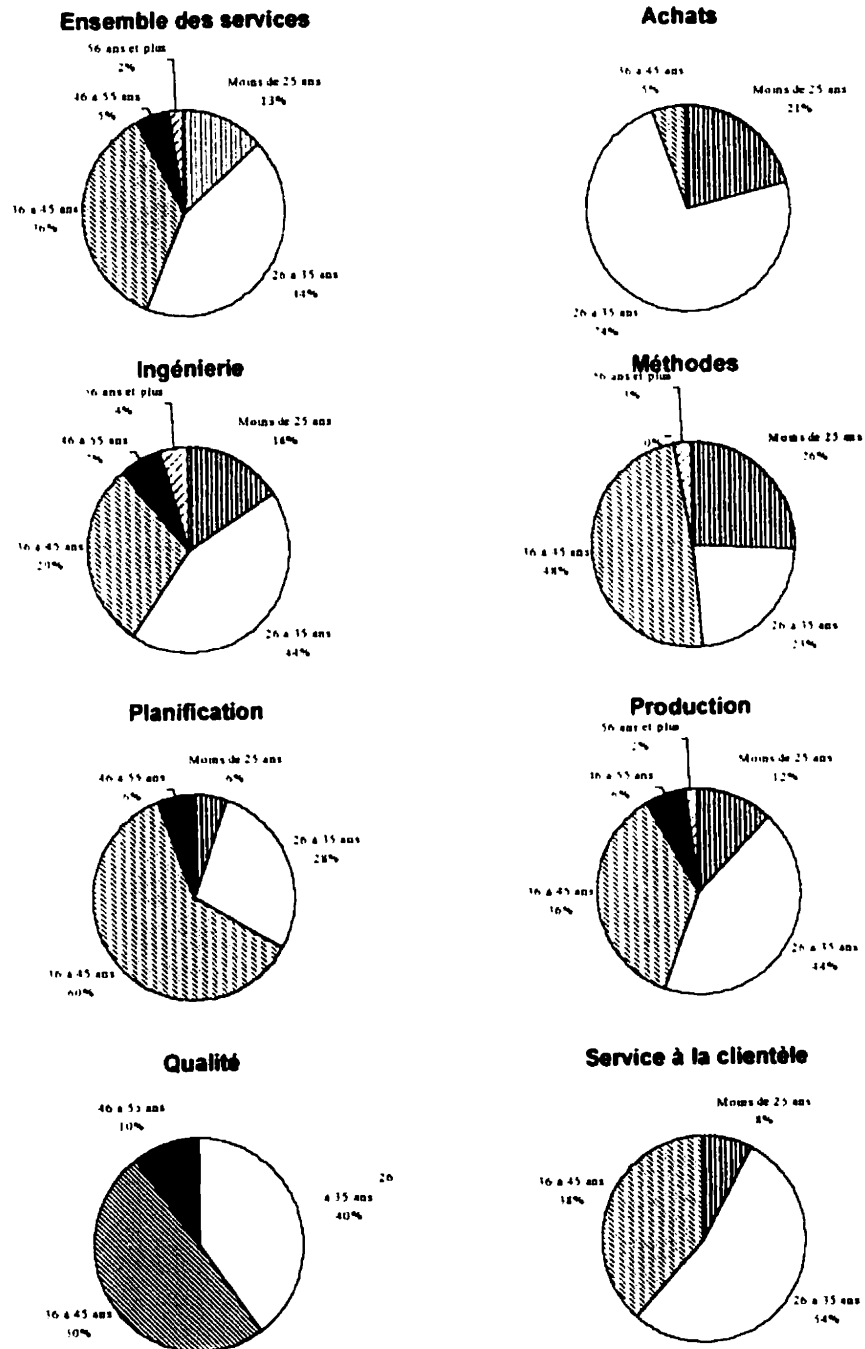 Ensemble des services
56 ans et plus
2%
46 a 55 ans
5%
Moins de 25 ans
13%
36 a 45 ans
36%
26 a 35 ans
44%
Achats
36 a 45 ans
5%
Moins de 25 ans
21%
26 a 35 ans
74%
Ingénierie
56 ans et plus
4%
46 a 55 ans
7%
Moins de 25 ans
16%
36 a 45 ans
29%
26 a 35 ans
44%
Méthodes
56 ans et plus
3%
0%
Moins de 25 ans
26%
36 a 45 ans
48%
26 a 35 ans
23%
Planification
46 a 55 ans
6%
Moins de 25 ans
6%
26 a 35 ans
28%
36 a 45 ans
60%
Production
56 ans et plus
2%
46 a 55 ans
6%
Moins de 25 ans
12%
36 a 45 ans
36%
26 a 35 ans
44%
Qualité
46 a 55 ans
10%
26
a 35 ans
40%
36 a 45 ans
50%
Service à la clientèle
Moins de 25 ans
8%
36 a 45 ans
38%
26 a 35 ans
54%